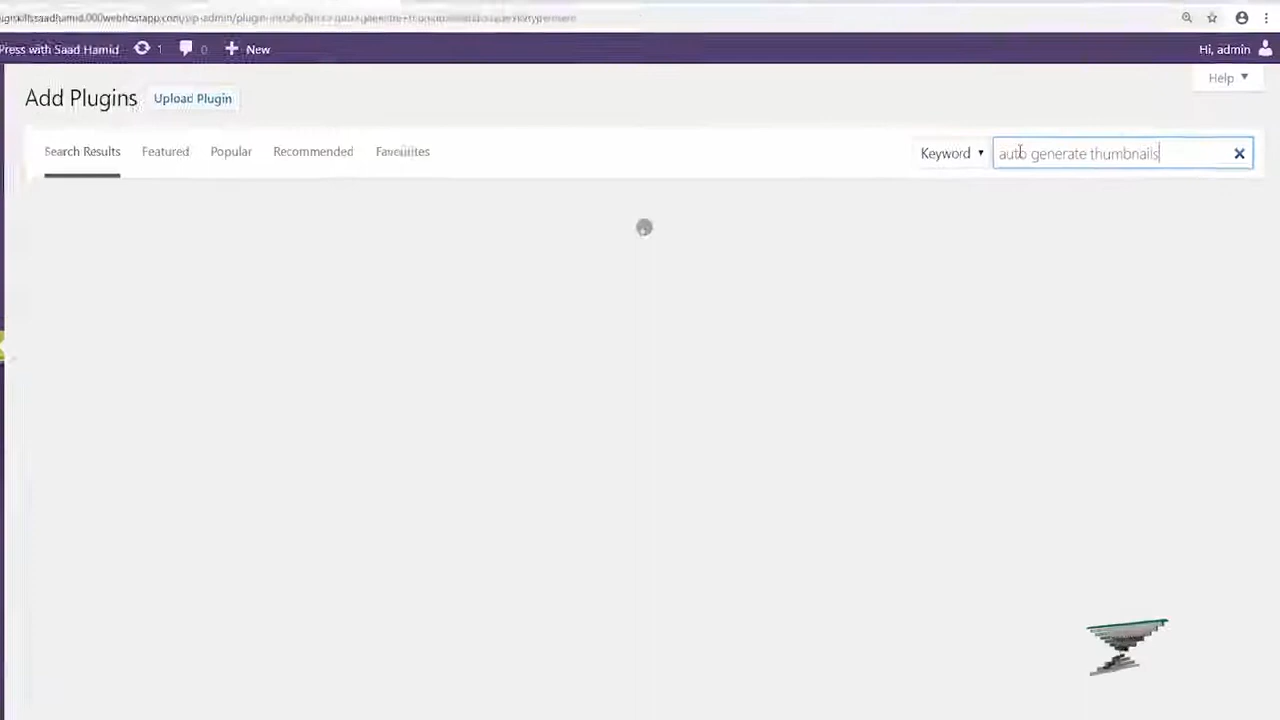 Press with Saad Hamid 1 0 New Hi, admin
Help
Add Plugins Upload Plugin
Search Results Featured Popular Recommended Favourites Keyword auto generate thumbnails